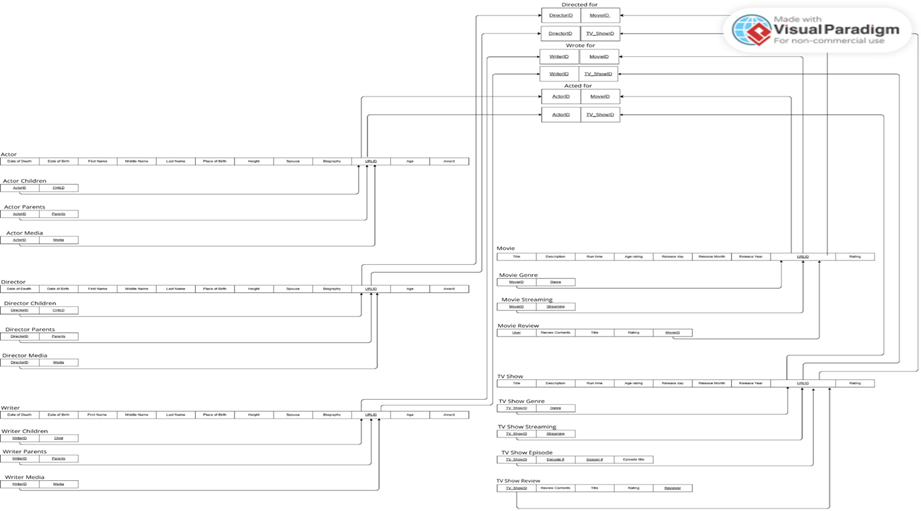 Directed for
DirectorID MovieID
DirectorID TV_ShowID
Wrote for
WriterID MovieID
WriterID TV_ShowID
Acted for
ActorID MovieID
ActorID TV_ShowID
Made with
VisualParadigm
For non-commercial use
Actor
Date of Death Date of Birth First Name Middle Name Last Name Place of Birth Height Spouse Biography URLID Age Award
Actor Children
ActorID CHILD
Actor Parents
ActorID Parents
Actor Media
ActorID Media
Director
Date of Death Date of Birth First Name Middle Name Last Name Place of Birth Height Spouse Biography URLID Age Award
Director Children
DirectorID CHILD
Director Parents
DirectorID Parents
Director Media
DirectorID Media
Writer
Date of Death Date of Birth First Name Middle Name Last Name Place of Birth Height Spouse Biography URLID Age Award
Writer Children
WriterID Child
Writer Parents
WriterID Parents
Writer Media
WriterID Media
Movie
Title Description Run time Age rating Release day Release Month Release Year URLID Rating
Movie Genre
MovieID Genre
Movie Streaming
MovieID Streaming
Movie Review
User Review Contents Title Rating MovieID
TV Show
Title Description Run time Age rating Release day Release Month Release Year URLID Rating
TV Show Genre
TV_ShowID Genre
TV Show Streaming
TV_ShowID Streaming
TV Show Episode
TV_ShowID Episode # Season # Episode title
TV Show Review
TV_ShowID Review Contents Title Rating Reviewer